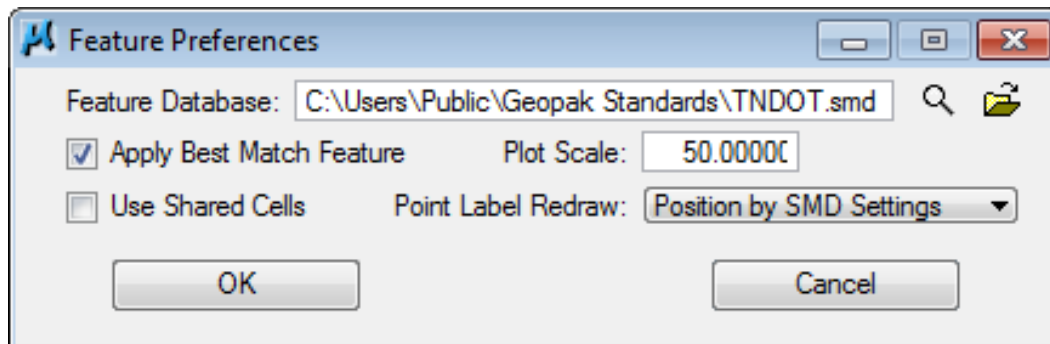 Feature Preferences
Feature Database: C:\Users\Public\Geopak Standards\TNDOT.smd
Apply Best Match Feature Plot Scale: 50.00000
Use Shared Cells Point Label Redraw: Position by SMD Settings
OK Cancel